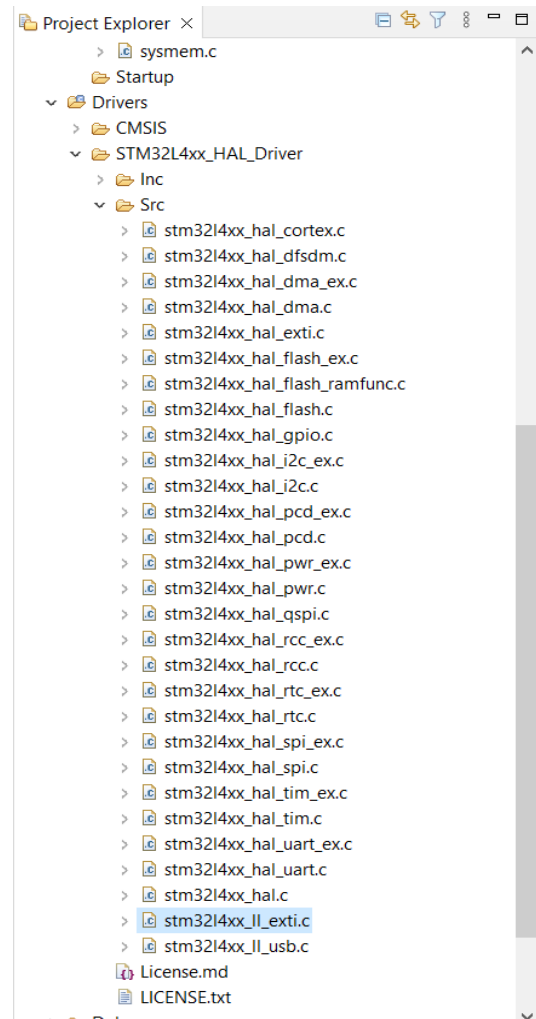 Project Explorer
sysmem.c
Startup
Drivers
CMSIS
STM32L4xx_HAL_Driver
Inc
Src
stm32l4xx_hal_cortex.c
stm32l4xx_hal_dfsdm.c
stm32l4xx_hal_dma_ex.c
stm32l4xx_hal_dma.c
stm32l4xx_hal_exti.c
stm32l4xx_hal_flash_ex.c
stm32l4xx_hal_flash_ramfunc.c
stm32l4xx_hal_flash.c
stm32l4xx_hal_gpio.c
stm32l4xx_hal_i2c_ex.c
stm32l4xx_hal_i2c.c
stm32l4xx_hal_pcd_ex.c
stm32l4xx_hal_pcd.c
stm32l4xx_hal_pwr_ex.c
stm32l4xx_hal_pwr.c
stm32l4xx_hal_qspi.c
stm32l4xx_hal_rcc_ex.c
stm32l4xx_hal_rcc.c
stm32l4xx_hal_rtc_ex.c
stm32l4xx_hal_rtc.c
stm32l4xx_hal_spi_ex.c
stm32l4xx_hal_spi.c
stm32l4xx_hal_tim_ex.c
stm32l4xx_hal_tim.c
stm32l4xx_hal_uart_ex.c
stm32l4xx_hal_uart.c
stm32l4xx_hal.c
stm32l4xx_ll_exti.c
stm32l4xx_ll_usb.c
License.md
LICENSE.txt